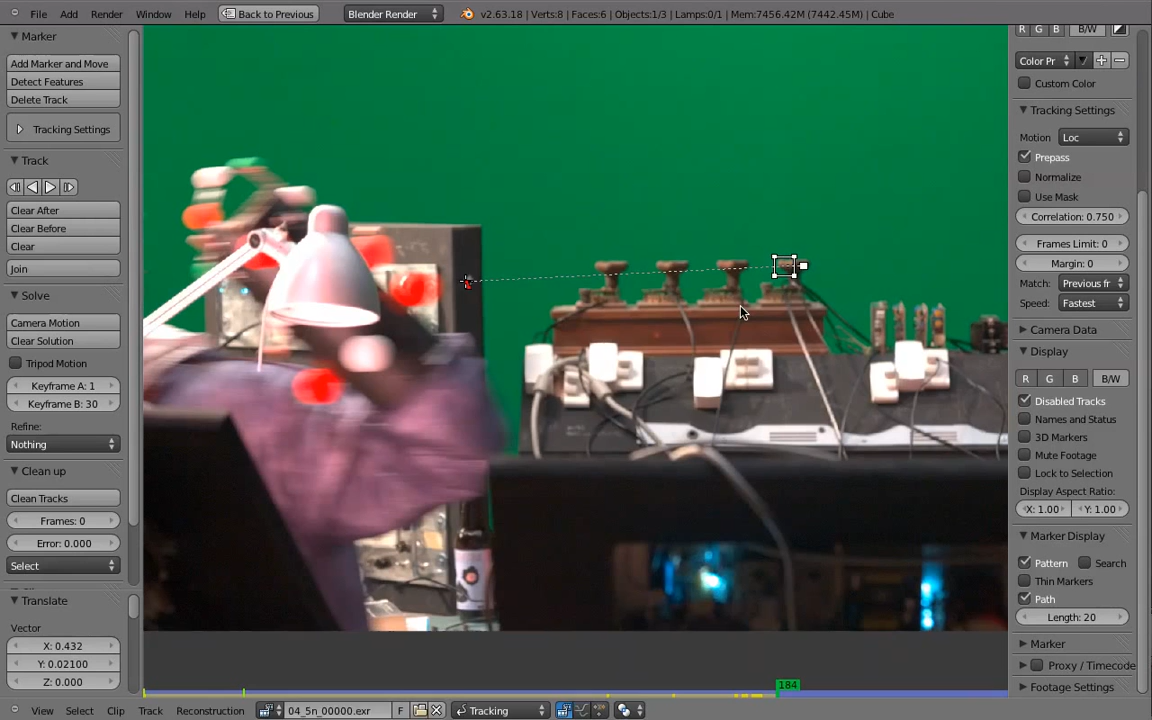 File Add Render Window Help Back to Previous Blender Render v2.63.18 | Verts:8 | Faces:6 | Objects:1/3 | Lamps:0/1 | Mem:7456.42M (7442.45M) | Cube
Marker
Add Marker and Move
Detect Features
Delete Track
Tracking Settings
Track
Clear After
Clear Before
Clear
Join
Solve
Camera Motion
Clear Solution
Tripod Motion
Keyframe A: 1
Keyframe B: 30
Refine:
Nothing
Clean up
Clean Tracks
Frames: 0
Error: 0.000
Select
Translate
Vector
X: 0.432
Y: 0.02100
Z: 0.000
184
R G B B/W
Color Pr
Custom Color
Tracking Settings
Motion Loc
Prepass
Normalize
Use Mask
Correlation: 0.750
Frames Limit: 0
Margin: 0
Match: Previous fr
Speed: Fastest
Camera Data
Display
R G B B/W
Disabled Tracks
Names and Status
3D Markers
Mute Footage
Lock to Selection
Display Aspect Ratio:
X: 1.00 Y: 1.00
Marker Display
Pattern Search
Thin Markers
Path
Length: 20
Marker
Proxy / Timecode
Footage Settings
View Select Clip Track Reconstruction 04_5n_00000.exr F Tracking